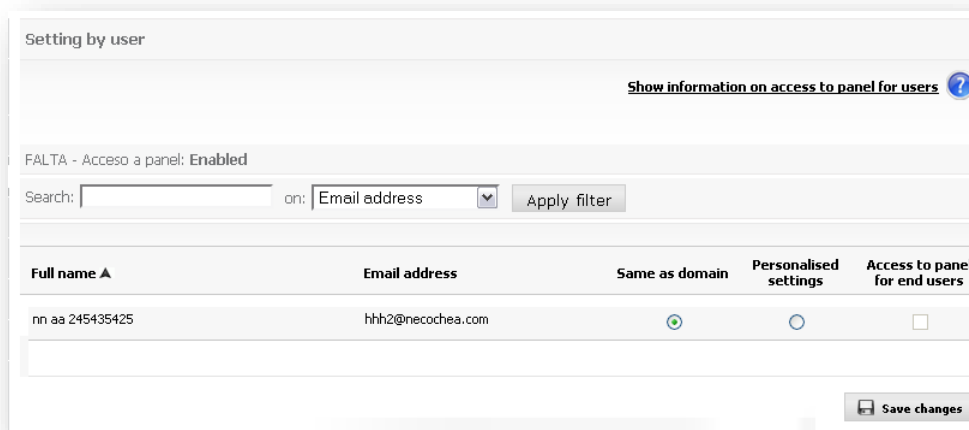 Setting by user
Show information on access to panel for users ?
FALTA - Acceso a panel: Enabled
Search: on: Email address Apply filter
Full name Email address Same as domain Personalised settings Access to panel for end users
nn aa 245435425 hhh2@necochea.com
Save changes